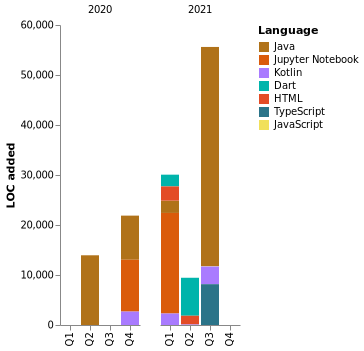 2020
2021
60,000
50,000
40,000
30,000
20,000
10,000
0
LOC added
Q1
Q2
Q3
Q4
Q1
Q2
Q3
Q4
Language
Java
Jupyter Notebook
Kotlin
Dart
HTML
TypeScript
JavaScript